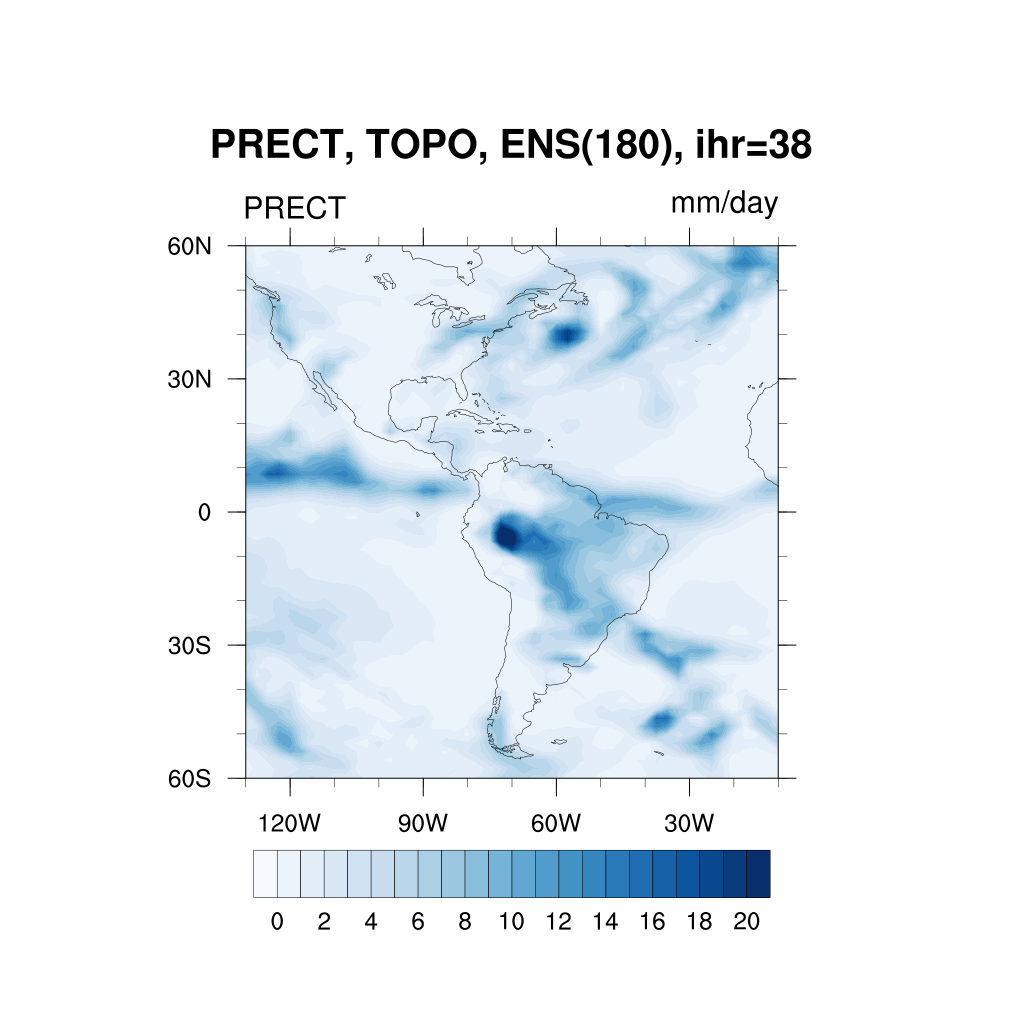 PRECT, TOPO, ENS(180), ihr=38
PRECT mm/day
60N
30N
0
30S
60S
120W 90W 60W 30W
0 2 4 6 8 10 12 14 16 18 20